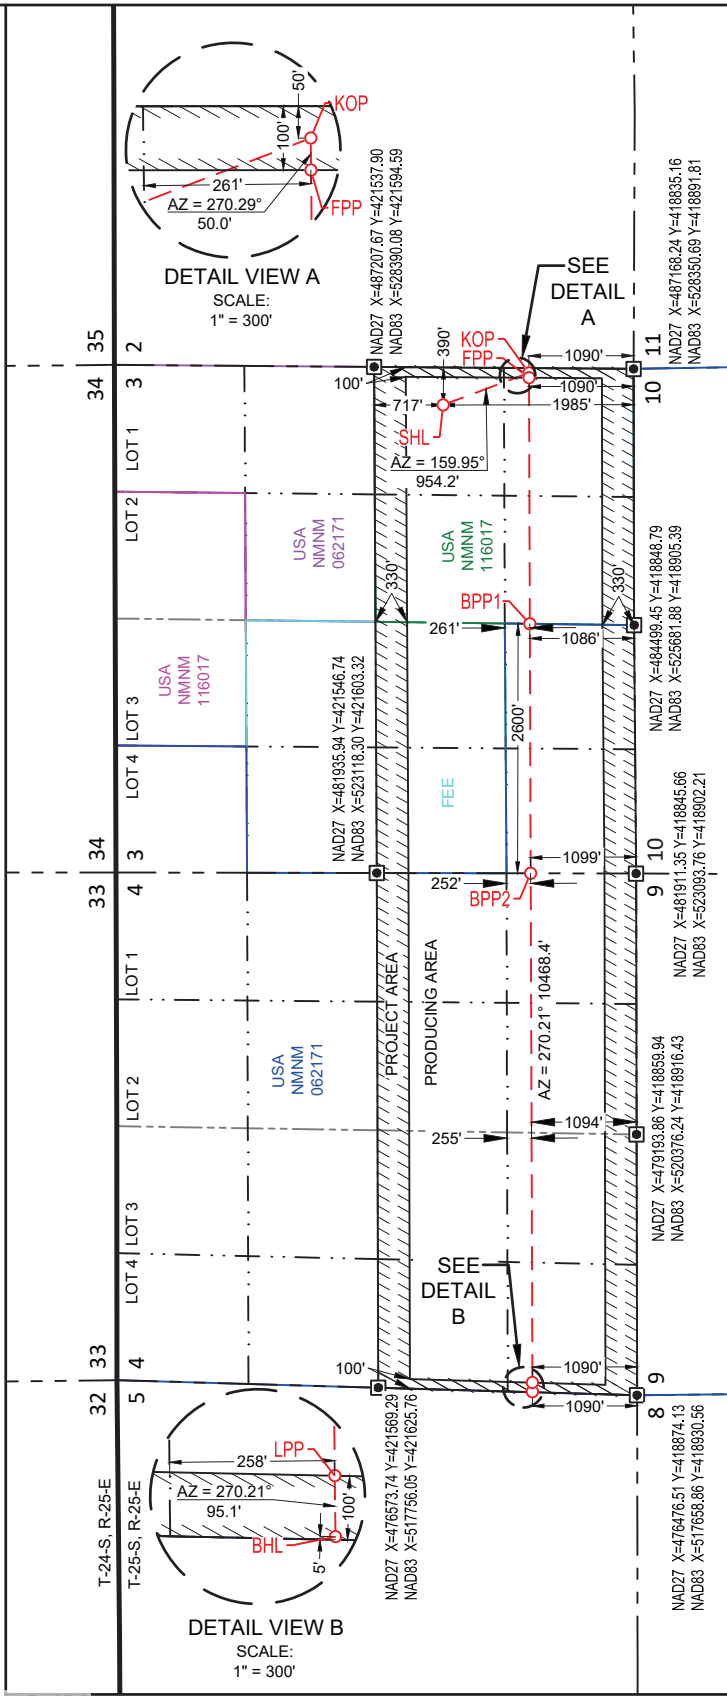 50'
KOP
100'
261'
AZ = 270.29°
50.0'
FPP
DETAIL VIEW A
SCALE:
1" = 300'
NAD27 X=487207.67 Y=421537.90
NAD83 X=528390.08 Y=421594.59
SEE
DETAIL
A
NAD27 X=487168.24 Y=418835.16
NAD83 X=528350.69 Y=418891.81
35
2
34
3
KOP
FPP
390'
1090'
11
10
100'
1090'
717'
1985'
SHL
AZ = 159.95°
954.2'
LOT 1
LOT 2
USA
NMNM
062171
USA
NMNM
116017
330'
330'
BPP1
261'
1086'
NAD27 X=484499.45 Y=418848.79
NAD83 X=525681.88 Y=418905.39
USA
NMNM
116017
LOT 3
LOT 4
2600'
NAD27 X=481935.94 Y=421546.74
NAD83 X=523118.30 Y=421603.32
FEE
34
3
33
4
1099'
252'
BPP2
10
9
NAD27 X=481911.35 Y=418845.66
NAD83 X=523093.76 Y=418902.21
LOT 1
PROJECT AREA
PRODUCING AREA
AZ = 270.21° 10468.4'
USA
NMNM
062171
LOT 2
1094'
255'
NAD27 X=479193.86 Y=418859.94
NAD83 X=520376.24 Y=418916.43
LOT 3
LOT 4
SEE
DETAIL
B
33
4
32
5
100'
1090'
1090'
9
8
T-24-S, R-25-E
T-25-S, R-25-E
258'
LPP
AZ = 270.21°
95.1'
100'
BHL
5'
NAD27 X=476573.74 Y=421569.29
NAD83 X=517756.05 Y=421625.76
NAD27 X=476476.51 Y=418874.13
NAD83 X=517658.86 Y=418930.56
DETAIL VIEW B
SCALE:
1" = 300'